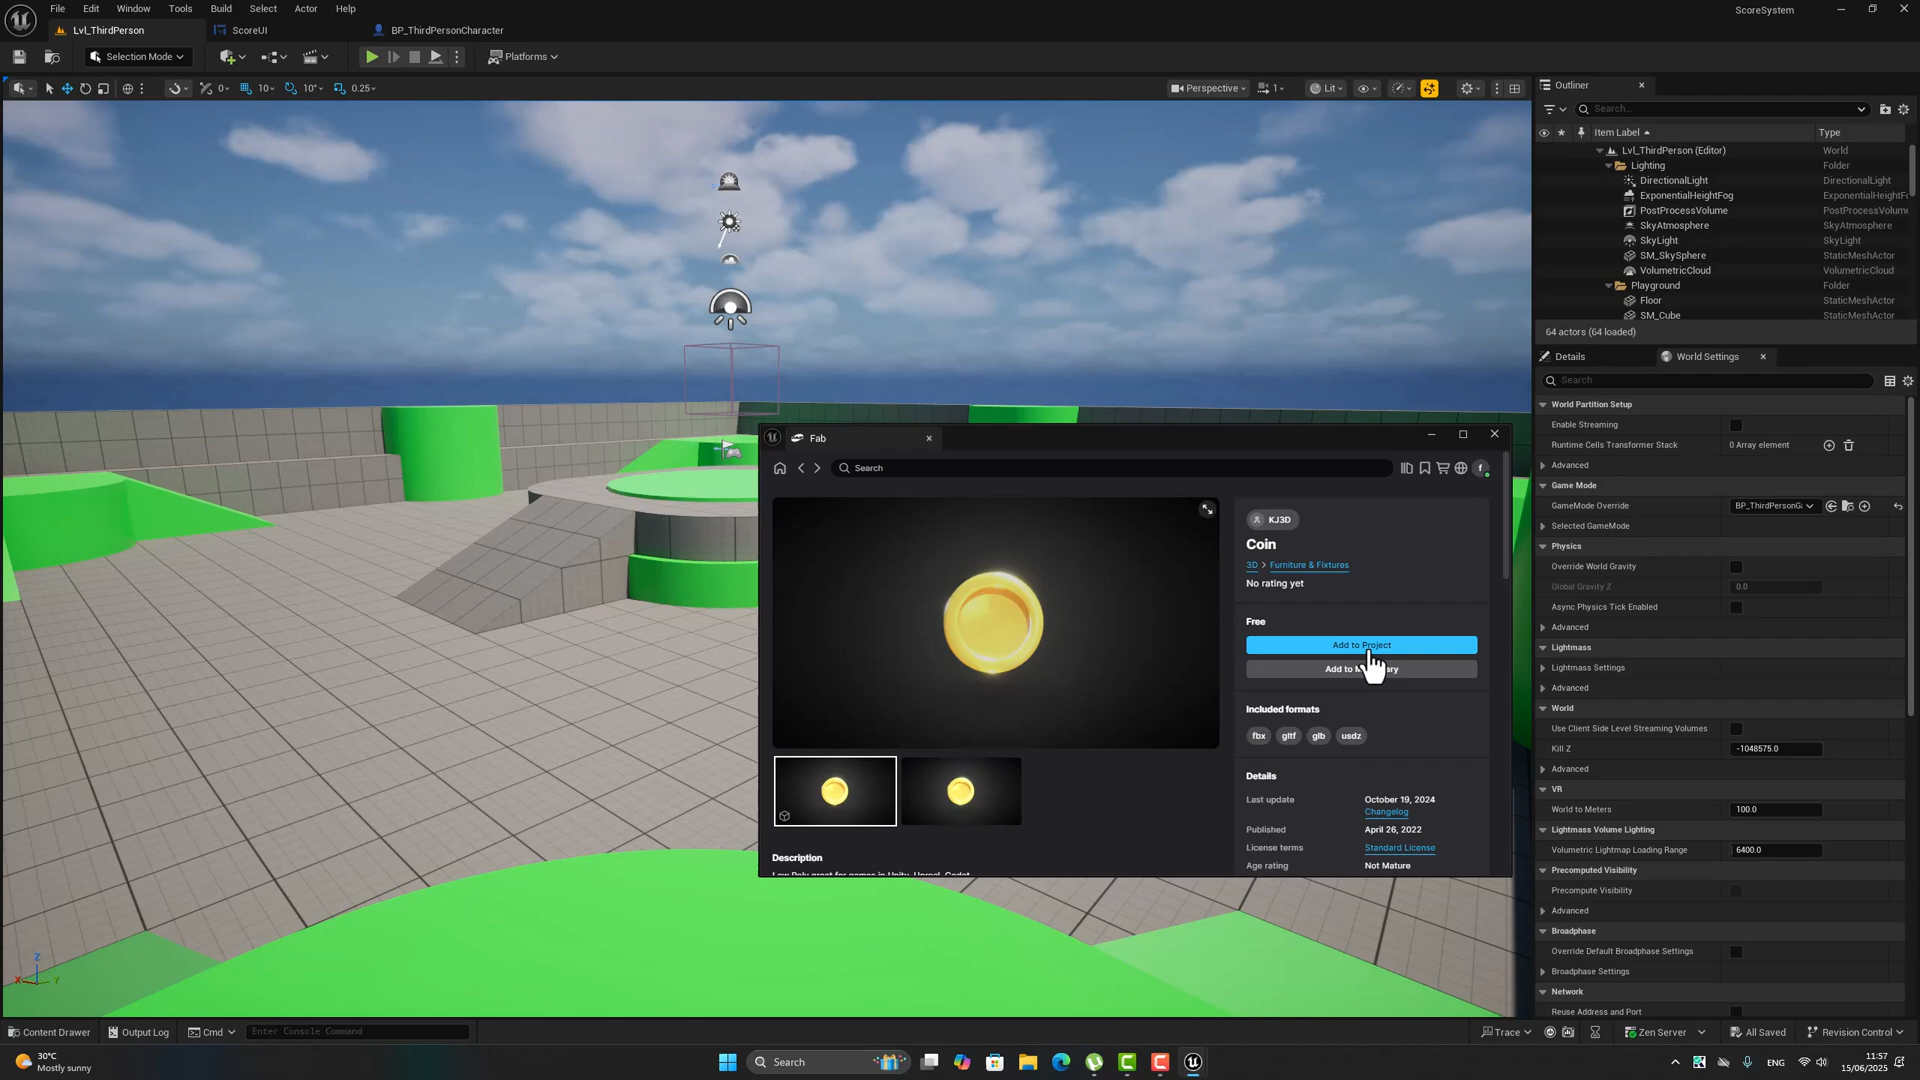 File Edit Window Tools Build Select Actor Help
ScoreSystem
Lvl_ThirdPerson ScoreUI BP_ThirdPersonCharacter
Selection Mode Platforms
0 10 10° 0.25 Perspective 1 Lit
Outliner
Search...
Item Label Type
Lvl_ThirdPerson (Editor) World
Lighting Folder
DirectionalLight DirectionalLight
ExponentialHeightFog ExponentialHeightFo
PostProcessVolume PostProcessVolume
SkyAtmosphere SkyAtmosphere
SkyLight SkyLight
SM_SkySphere StaticMeshActor
VolumetricCloud VolumetricCloud
Playground Folder
Floor StaticMeshActor
SM_Cube StaticMeshActor
64 actors (64 loaded)
Details World Settings
Search
World Partition Setup
Enable Streaming
Runtime Cells Transformer Stack 0 Array element
Advanced
Game Mode
GameMode Override BP_ThirdPersonGa
Selected GameMode
Physics
Override World Gravity
Global Gravity Z 0.0
Async Physics Tick Enabled
Advanced
Lightmass
Lightmass Settings
Advanced
World
Use Client Side Level Streaming Volumes
Kill Z -1048575.0
Advanced
VR
World to Meters 100.0
Lightmass Volume Lighting
Volumetric Lightmap Loading Range 6400.0
Precomputed Visibility
Precompute Visibility
Advanced
Broadphase
Override Default Broadphase Settings
Broadphase Settings
Network
Reuse Address and Port
Fab
Search
f
KJ3D
Coin
3D > Furniture & Fixtures
No rating yet
Free
Add to Project
Add to M
Included formats
fbx gltf glb usdz
Details
Last update October 19, 2024
Changelog
Published April 26, 2022
License terms Standard License
Age rating Not Mature
Description
Low Poly great for games in Unity, Unreal, Godot
Z
X Y
Content Drawer Output Log Cmd Enter Console Command
Trace Zen Server All Saved Revision Control
30°C
Mostly sunny
Search
ENG
11:57
15/06/2025